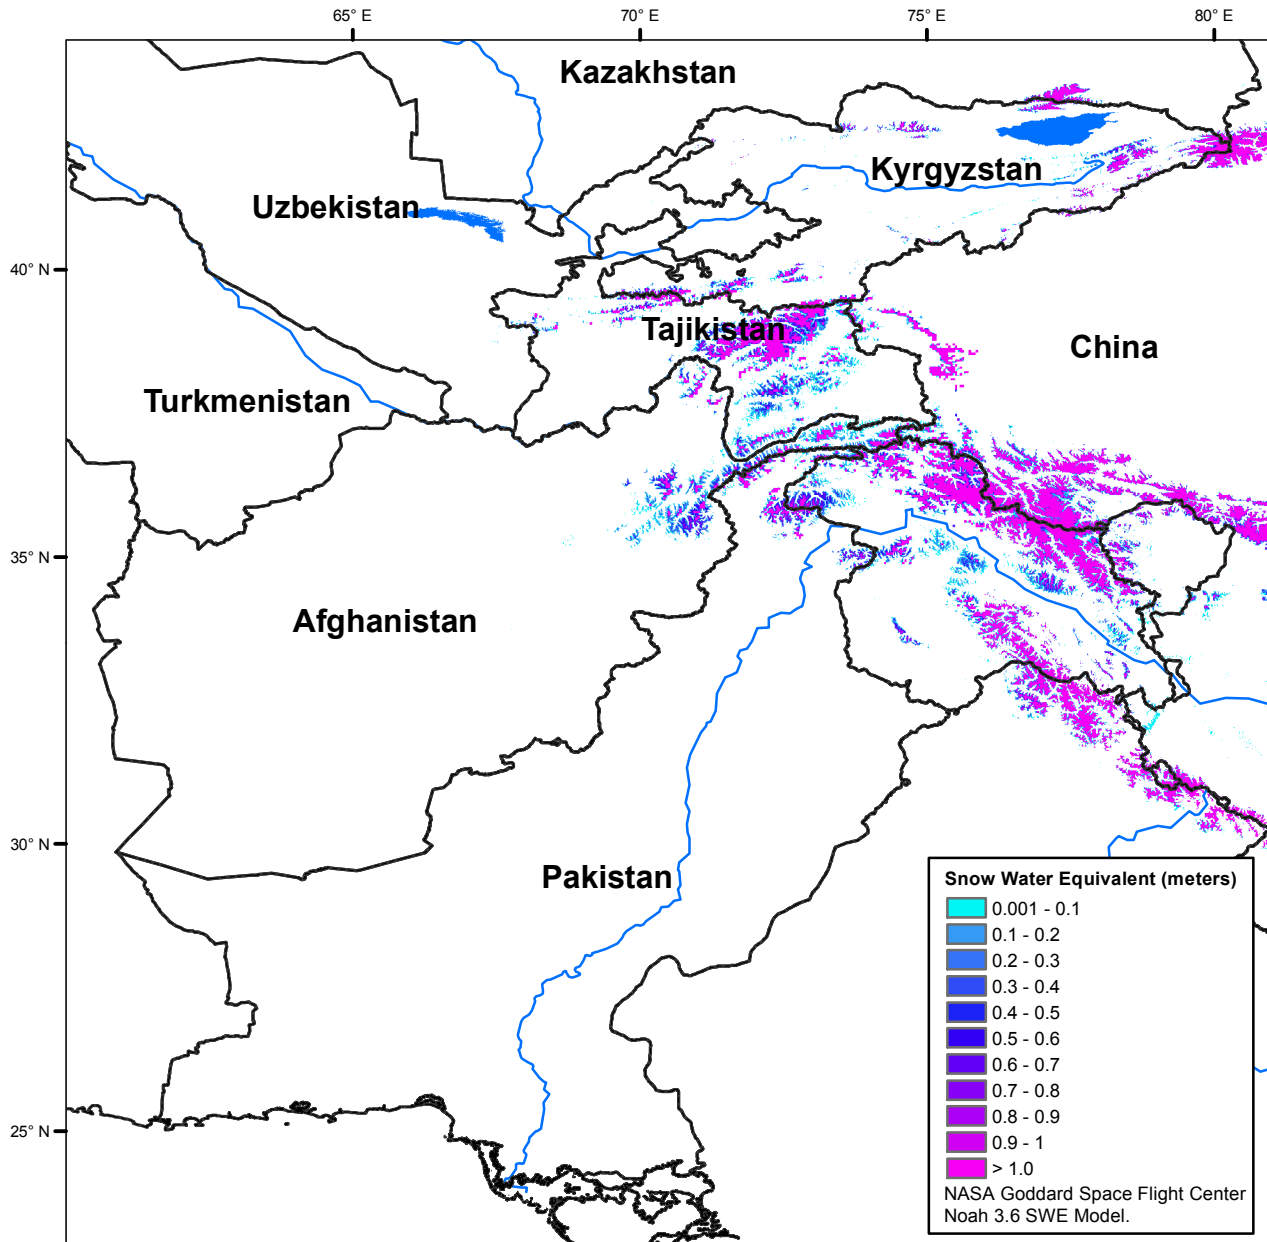 65° E
70° E
75° E
80° E
Kazakhstan
Kyrgyzstan
Uzbekistan
40° N
Tajikistan
China
Turkmenistan
35° N
Afghanistan
30° N
Pakistan
Snow Water Equivalent (meters)
0.001 - 0.1
0.1 - 0.2
0.2 - 0.3
0.3 - 0.4
0.4 - 0.5
0.5 - 0.6
0.6 - 0.7
0.7 - 0.8
0.8 - 0.9
0.9 - 1
> 1.0
NASA Goddard Space Flight Center
Noah 3.6 SWE Model.
25° N